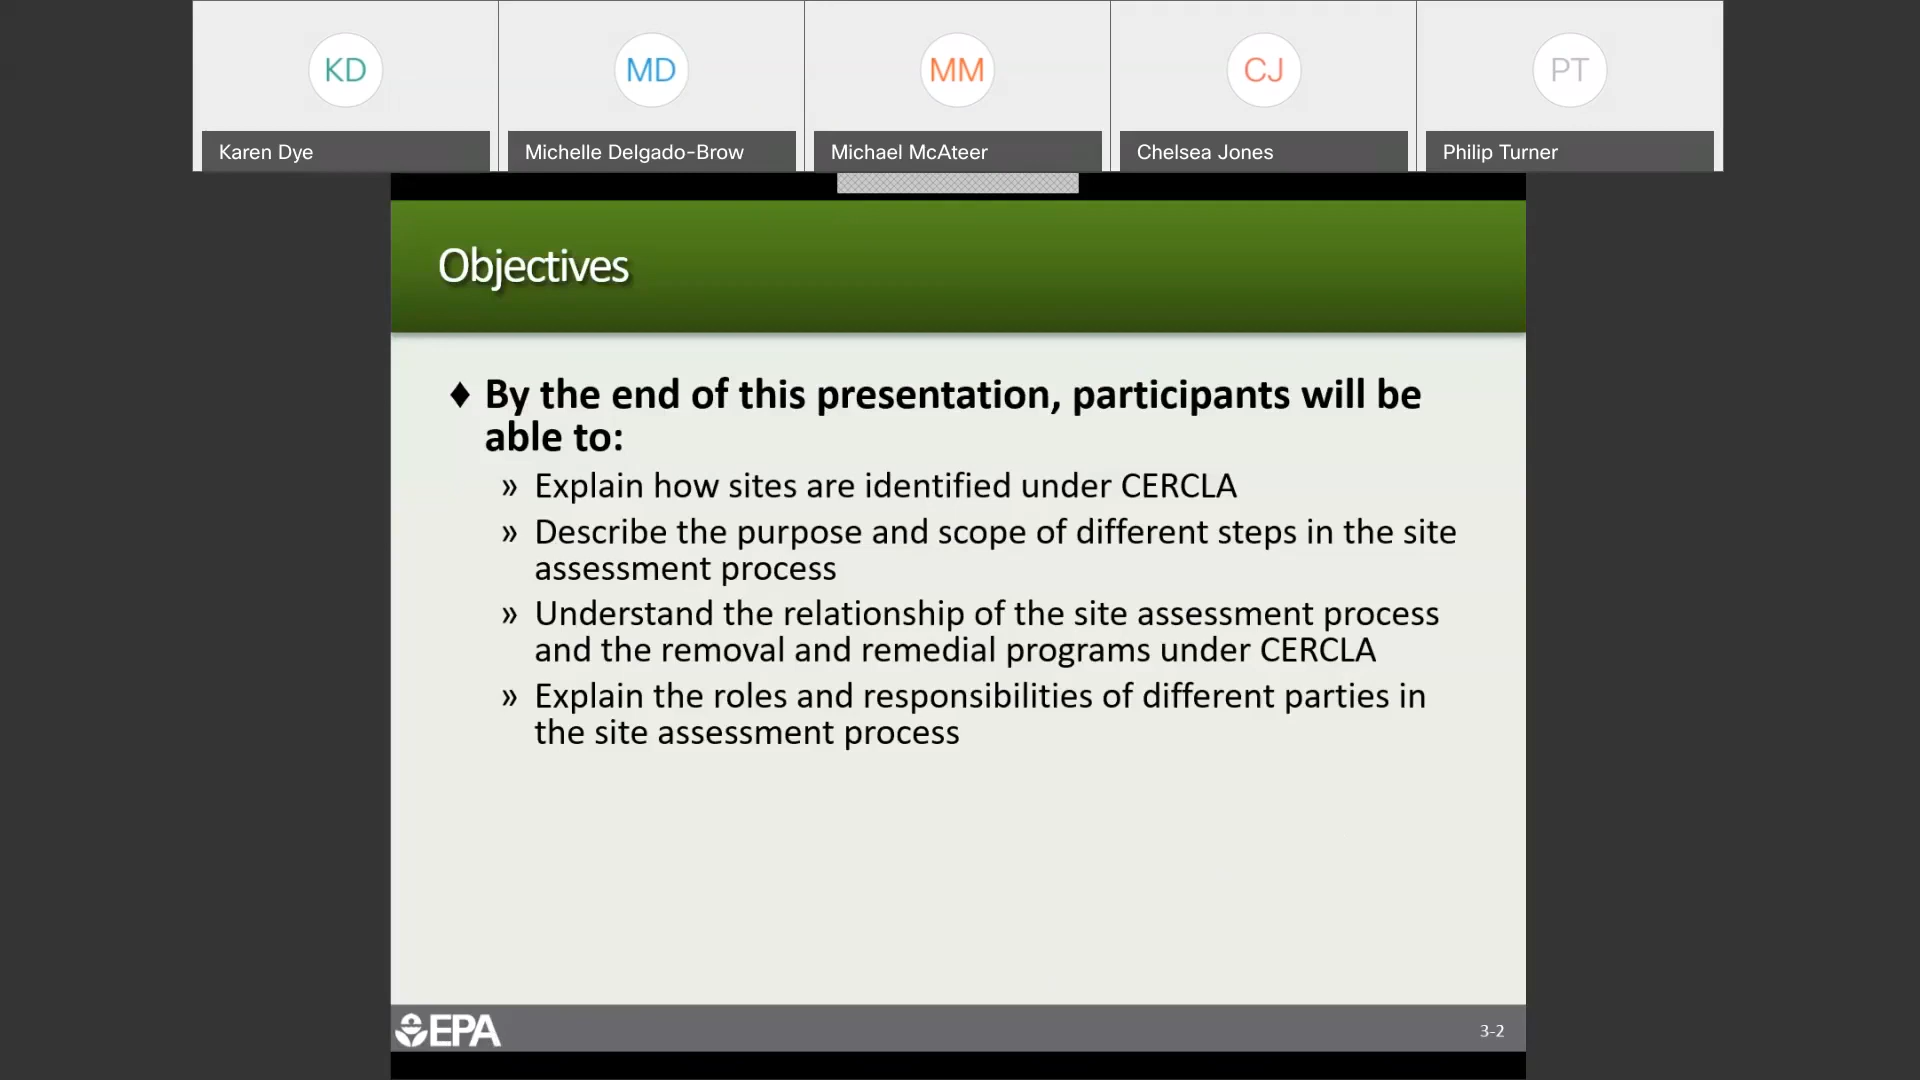 KD
MD
MM
CJ
PT
Karen Dye
Michelle Delgado-Brow
Michael McAteer
Chelsea Jones
Philip Turner
Objectives
♦ By the end of this presentation, participants will be
able to:
» Explain how sites are identified under CERCLA
» Describe the purpose and scope of different steps in the site
assessment process
» Understand the relationship of the site assessment process
and the removal and remedial programs under CERCLA
» Explain the roles and responsibilities of different parties in
the site assessment process
EPA
3-2